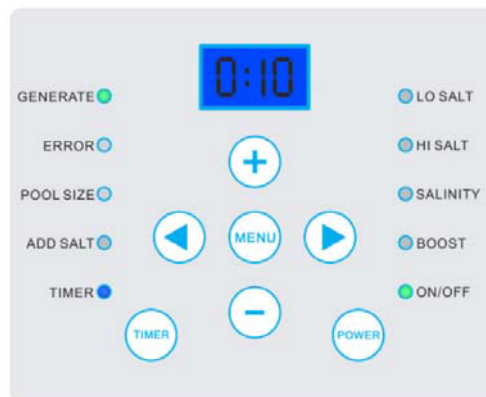 0:10
GENERATE
LO SALT
ERROR
HI SALT
+
POOL SIZE
SALINITY
MENU
ADD SALT
BOOST
TIMER
ON/OFF
−
TIMER
POWER